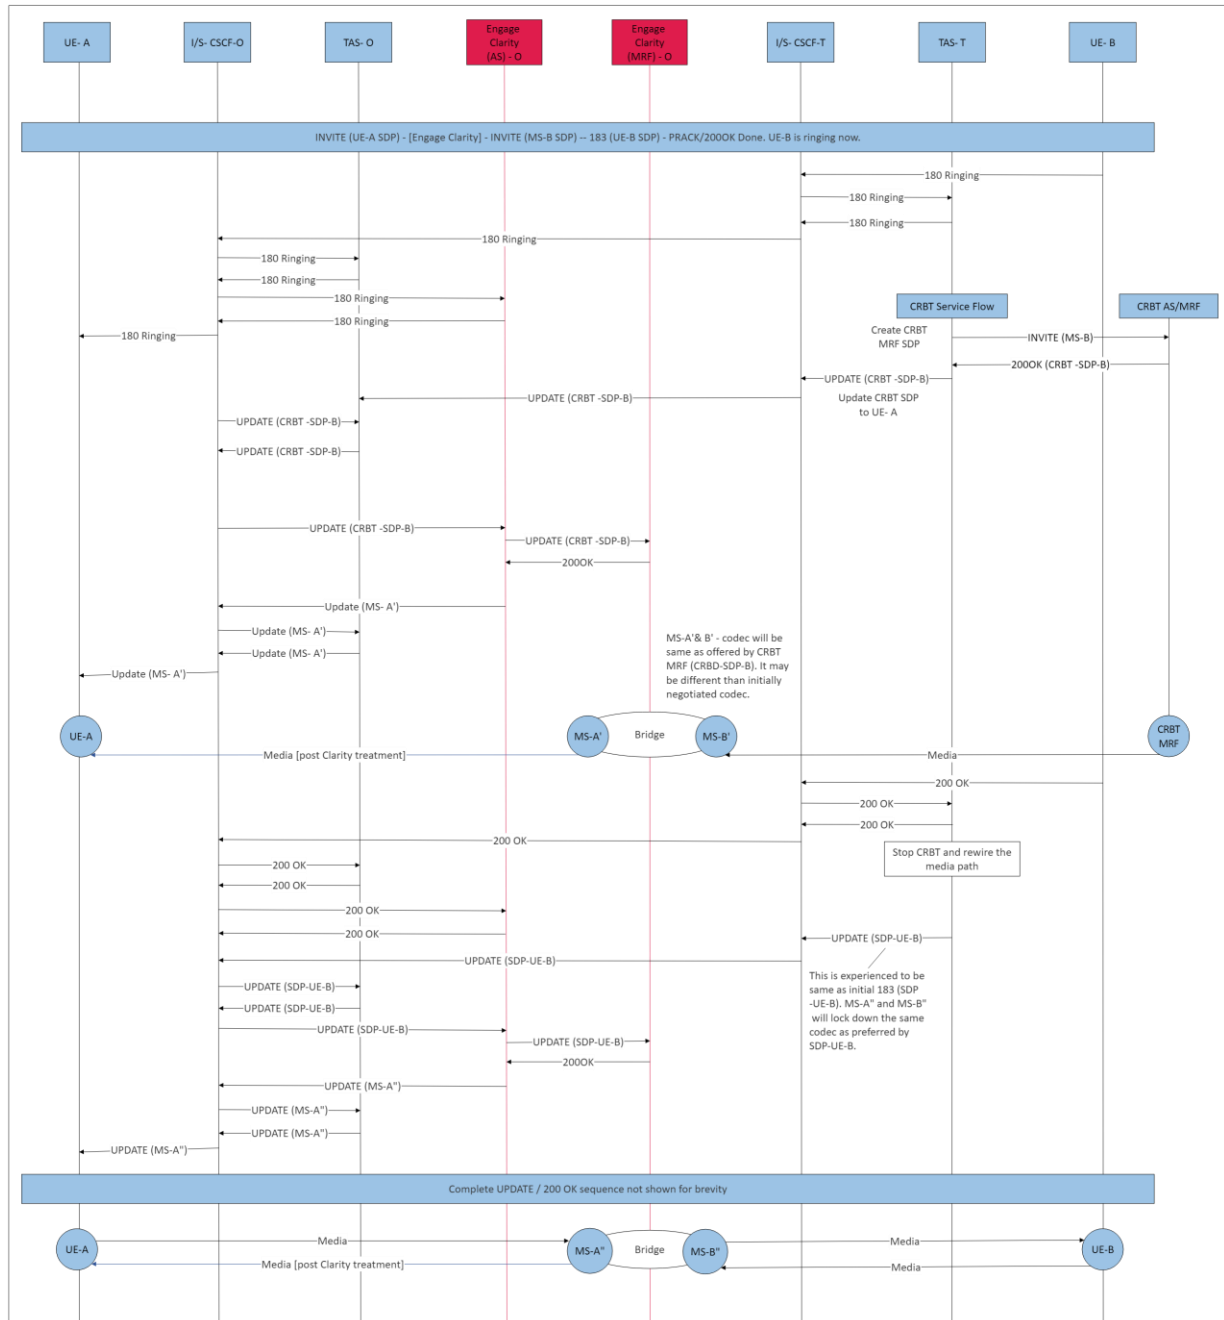 UE- A
I/S- CSCF-O
TAS- O
Engage
Clarity
(AS) - O
Engage
Clarity
(MRF) - O
I/S- CSCF-T
TAS- T
UE- B
INVITE (UE-A SDP) - [Engage Clarity] - INVITE (MS-B SDP) -- 183 (UE-B SDP) - PRACK/200OK Done. UE-B is ringing now.
180 Ringing
180 Ringing
180 Ringing
180 Ringing
180 Ringing
180 Ringing
180 Ringing
180 Ringing
180 Ringing
CRBT Service Flow
CRBT AS/MRF
Create CRBT
MRF SDP
INVITE (MS-B)
200OK (CRBT -SDP-B)
UPDATE (CRBT -SDP-B)
Update CRBT SDP
to UE- A
UPDATE (CRBT -SDP-B)
UPDATE (CRBT -SDP-B)
UPDATE (CRBT -SDP-B)
UPDATE (CRBT -SDP-B)
UPDATE (CRBT -SDP-B)
200OK
Update (MS- A')
Update (MS- A')
Update (MS- A')
Update (MS- A')
MS-A'& B' - codec will be
same as offered by CRBT
MRF (CRBD-SDP-B). It may
be different than initially
negotiated codec.
UE-A
MS-A'
Bridge
MS-B'
CRBT
MRF
Media [post Clarity treatment]
Media
200 OK
200 OK
200 OK
200 OK
Stop CRBT and rewire the
media path
200 OK
200 OK
200 OK
200 OK
UPDATE (SDP-UE-B)
UPDATE (SDP-UE-B)
This is experienced to be
same as initial 183 (SDP
-UE-B). MS-A" and MS-B"
will lock down the same
codec as preferred by
SDP-UE-B.
UPDATE (SDP-UE-B)
UPDATE (SDP-UE-B)
UPDATE (SDP-UE-B)
UPDATE (SDP-UE-B)
200OK
UPDATE (MS-A")
UPDATE (MS-A")
UPDATE (MS-A")
UPDATE (MS-A")
Complete UPDATE / 200 OK sequence not shown for brevity
UE-A
Media
MS-A"
Bridge
MS-B"
Media
UE-B
Media [post Clarity treatment]
Media